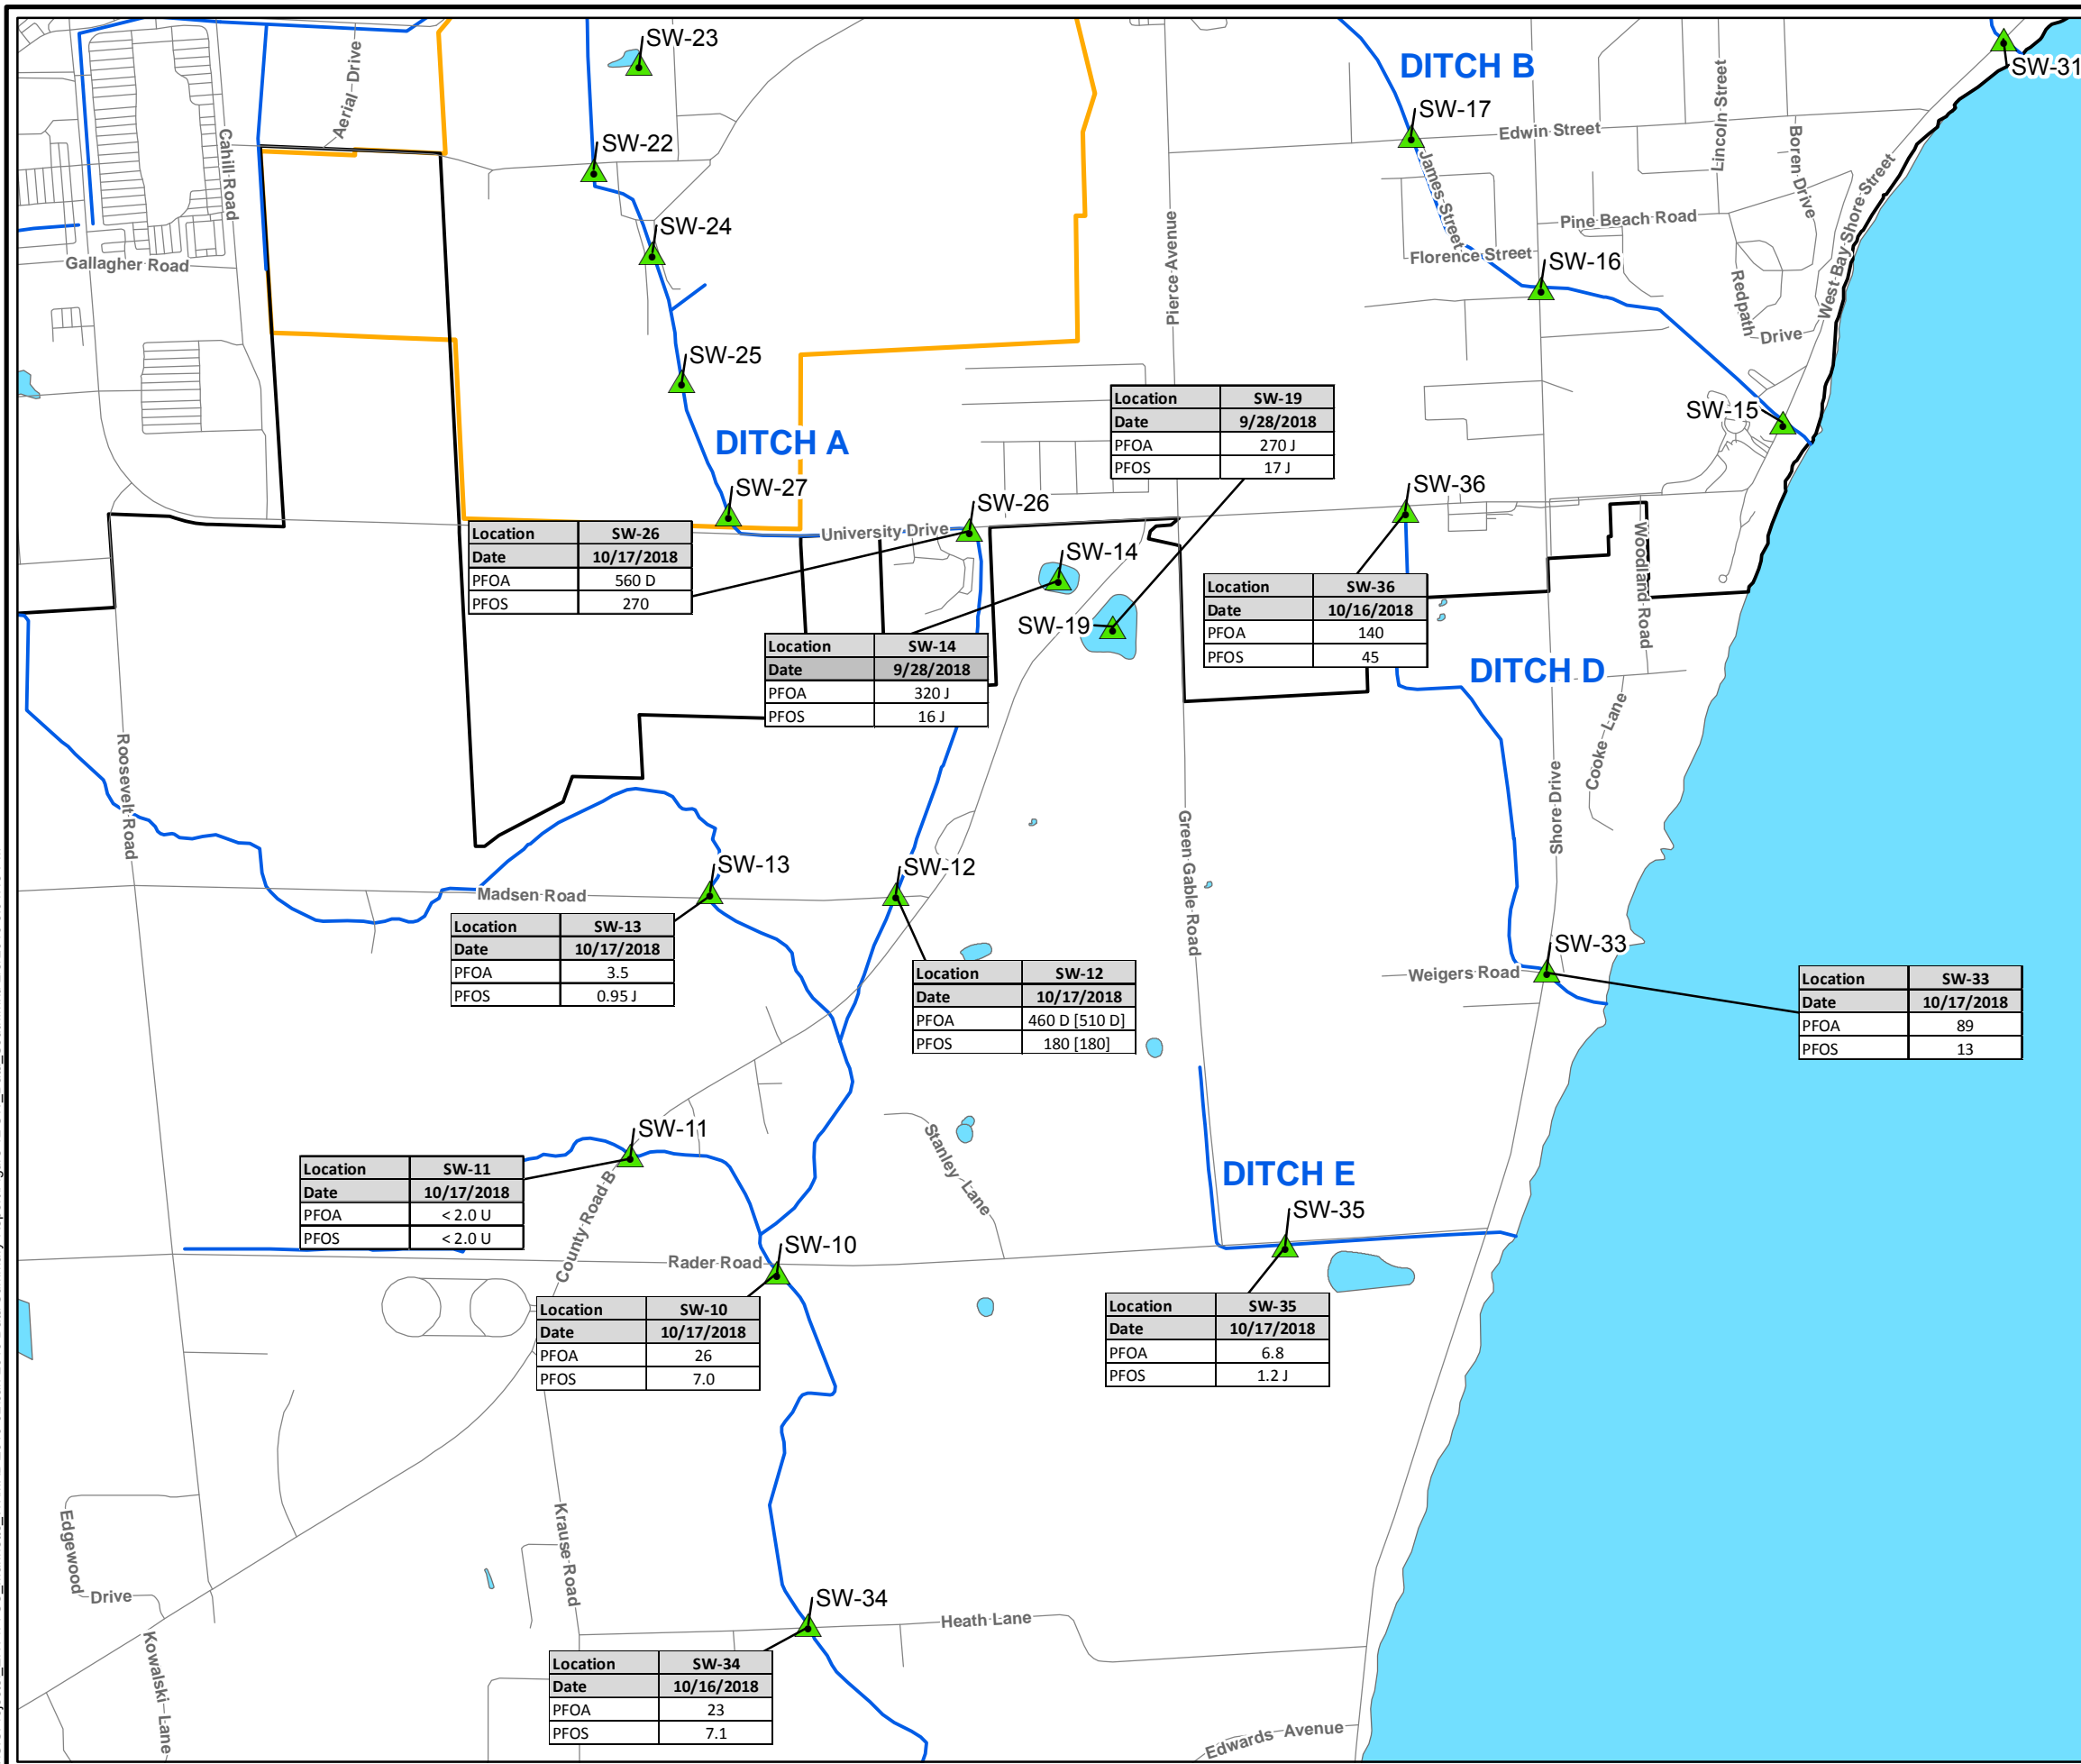 SW-23
SW-31
DITCH B
Aerial Drive
Cahill Road
SW-17
Edwin Street
Lincoln Street
Boren Drive
SW-22
James Street
West Bay Shore Street
SW-24
Pine Beach Road
Pierce Avenue
Florence Street
SW-16
Gallagher Road
Redpath
Drive
SW-25
SW-15
Location SW-19
Date 9/28/2018
PFOA 270 J
PFOS 17 J
DITCH A
SW-27
SW-26
SW-36
University Drive
Location SW-26
Date 10/17/2018
PFOA 560 D
PFOS 270
SW-14
Woodland Road
Location SW-36
Date 10/16/2018
PFOA 140
PFOS 45
SW-19
Location SW-14
Date 9/28/2018
PFOA 320 J
PFOS 16 J
DITCH D
Cooke Lane
Roosevelt Road
Green Gable Road
Shore Drive
SW-13
SW-12
Madsen Road
Location SW-13
Date 10/17/2018
PFOA 3.5
PFOS 0.95 J
SW-33
Weigers Road
Location SW-12
Date 10/17/2018
PFOA 460 D [510 D]
PFOS 180 [180]
Location SW-33
Date 10/17/2018
PFOA 89
PFOS 13
SW-11
Stanley Lane
Location SW-11
Date 10/17/2018
PFOA < 2.0 U
PFOS < 2.0 U
County Road B
DITCH E
SW-35
SW-10
Rader Road
Location SW-10
Date 10/17/2018
PFOA 26
PFOS 7.0
Location SW-35
Date 10/17/2018
PFOA 6.8
PFOS 1.2 J
Edgewood
Drive
Krause Road
SW-34
Heath Lane
Kowalski Lane
Location SW-34
Date 10/16/2018
PFOA 23
PFOS 7.1
Edwards Avenue